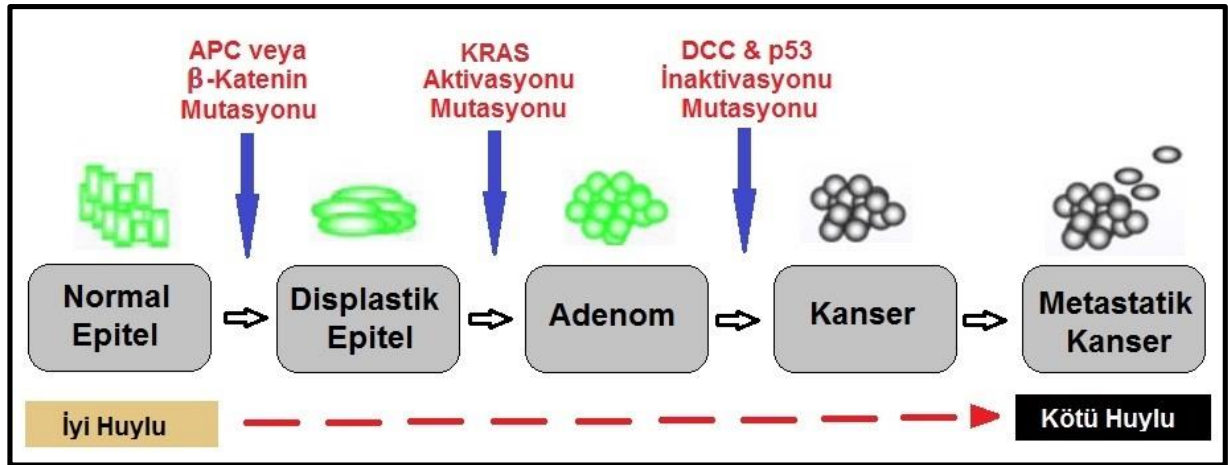 APC veya
β-Katenin
Mutasyonu
KRAS
Aktivasyonu
Mutasyonu
DCC & p53
İnaktivasyonu
Mutasyonu
Normal
Epitel
Displastik
Epitel
Adenom
Kanser
Metastatik
Kanser
İyi Huylu
Kötü Huylu